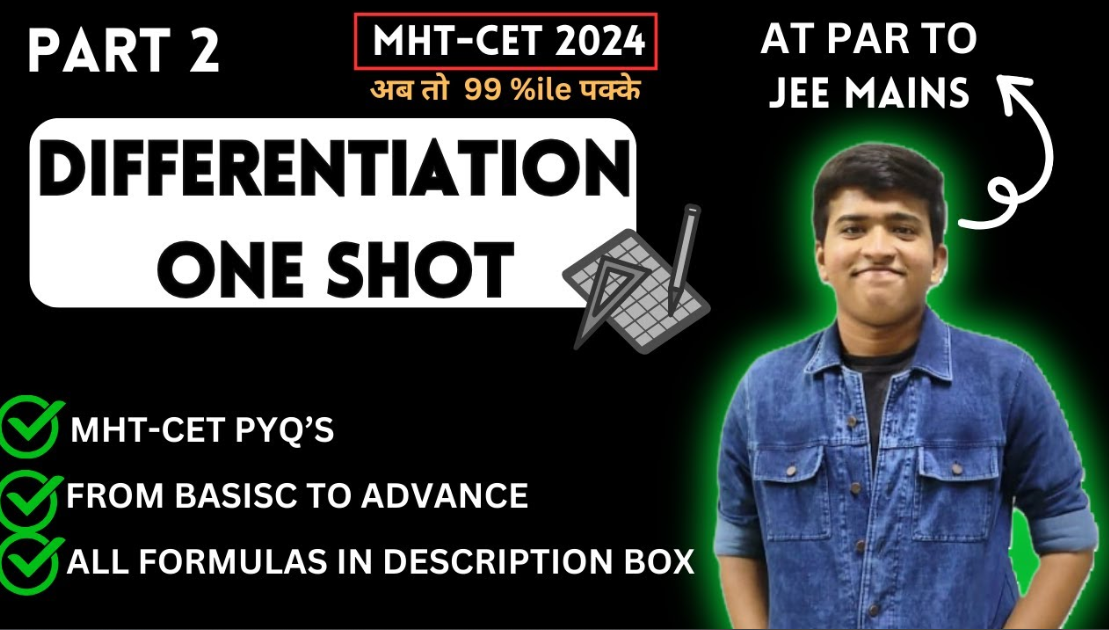 PART 2
MHT-CET 2024
अब तो 99 %ile पक्के
AT PAR TO
JEE MAINS
DIFFERENTIATION
ONE SHOT
MHT-CET PYQ'S
FROM BASISC TO ADVANCE
ALL FORMULAS IN DESCRIPTION BOX